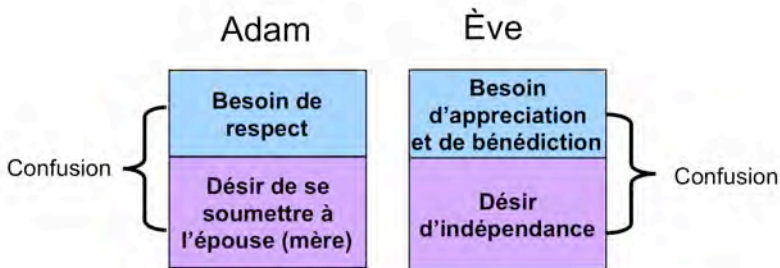 Adam
Ève
Besoin de
respect
Besoin
d'appreciation
et de bénédiction
Confusion
Désir de se
soumettre à
l'épouse (mère)
Désir
d'indépendance
Confusion